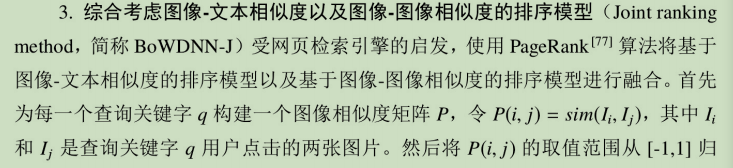 3. 综合考虑图像-文本相似度以及图像-图像相似度的排序模型（Joint ranking
method，简称 BoWDNN-J）受网页检索引擎的启发，使用 PageRank[77] 算法将基于
图像-文本相似度的排序模型以及基于图像-图像相似度的排序模型进行融合。首先
为每一个查询关键字 q 构建一个图像相似度矩阵 P，令 P(i, j) = sim(Ii, Ij)，其中 Ii
和 Ij 是查询关键字 q 用户点击的两张图片。然后将 P(i, j) 的取值范围从 [-1,1] 归